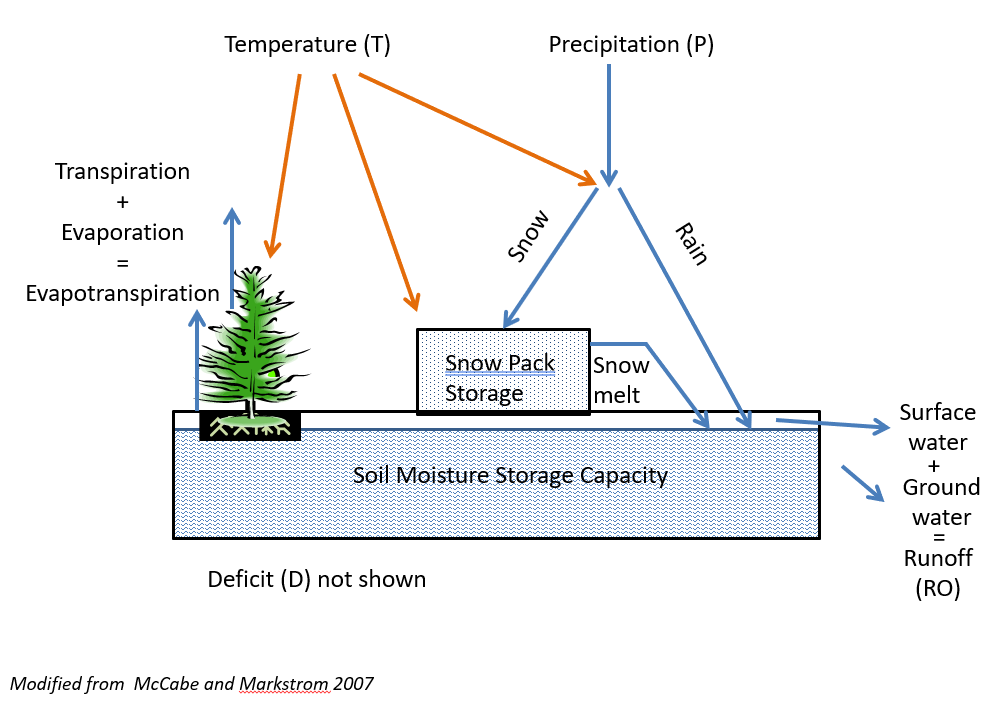 Temperature (T)
Precipitation (P)
Transpiration
+
Evaporation
=
Evapotranspiration
Snow
Rain
Snow Pack
Storage
Snow
melt
Surface
water
+
Ground
water
=
Runoff
(RO)
Soil Moisture Storage Capacity
Deficit (D) not shown
Modified from  McCabe and Markstrom 2007